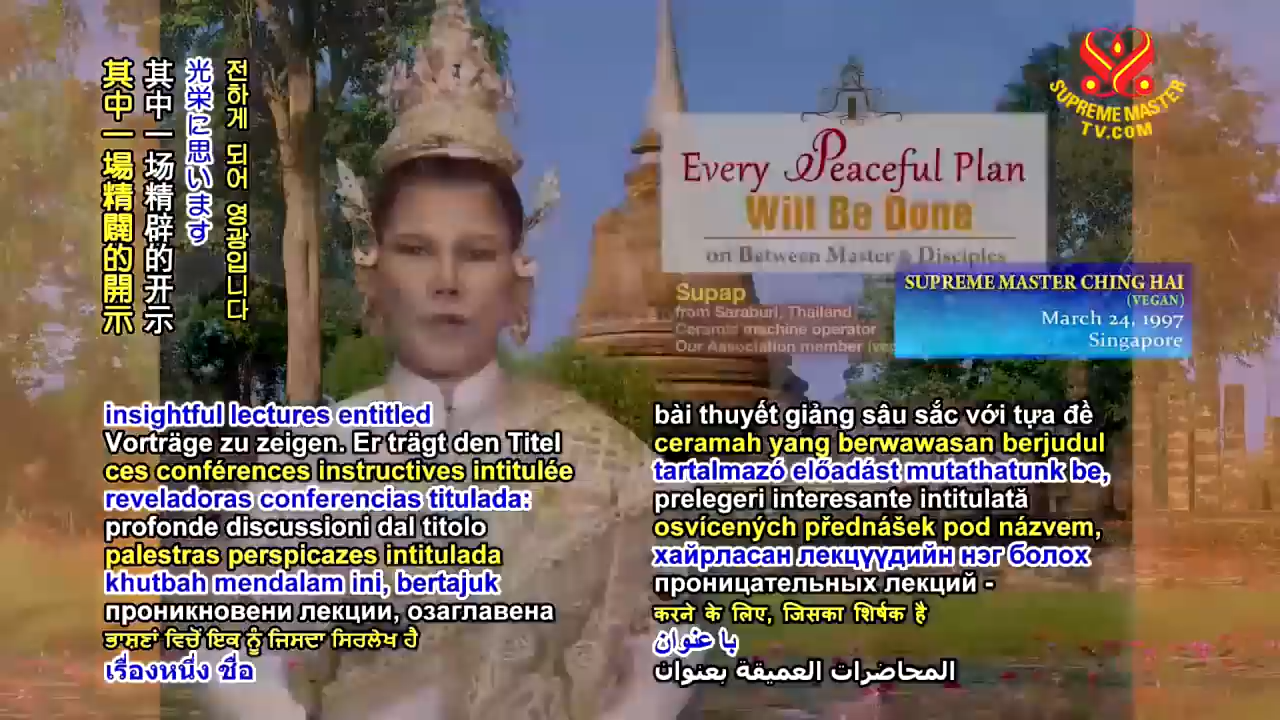 전하게 되어 영광입니다
光栄に思います
其中一场精辟的开示
其中一場精闢的開示
SUPREME MASTER
TV.COM
Every Peaceful Plan
Will Be Done
on Between Master & Disciples
Supap
from Saraburi, Thailand
Ceramic machine operator
Our Association member
SUPREME MASTER CHING HAI
(VEGAN)
March 24, 1997
Singapore
insightful lectures entitled
Vorträge zu zeigen. Er trägt den Titel
ces conférences instructives intitulée
reveladoras conferencias titulada:
profonde discussioni dal titolo
palestras perspicazes intitulada
khutbah mendalam ini, bertajuk
проникновени лекции, озаглавена
ਭਾਸ਼ਣਾਂ ਵਿਚੋਂ ਇਕ ਨੂੰ ਜਿਸਦਾ ਸਿਰਲੇਖ ਹੈ
เรื่องหนึ่ง ชื่อ
bài thuyết giảng sâu sắc với tựa đề
ceramah yang berwawasan berjudul
tartalmazó előadást mutathatunk be,
prelegeri interesante intitulată
osvícených přednášek pod názvem,
хайрласан лекцүүдийн нэг болох
проницательных лекций -
करने के लिए, जिसका शिर्षक है
با عنوان
المحاضرات العميقة بعنوان